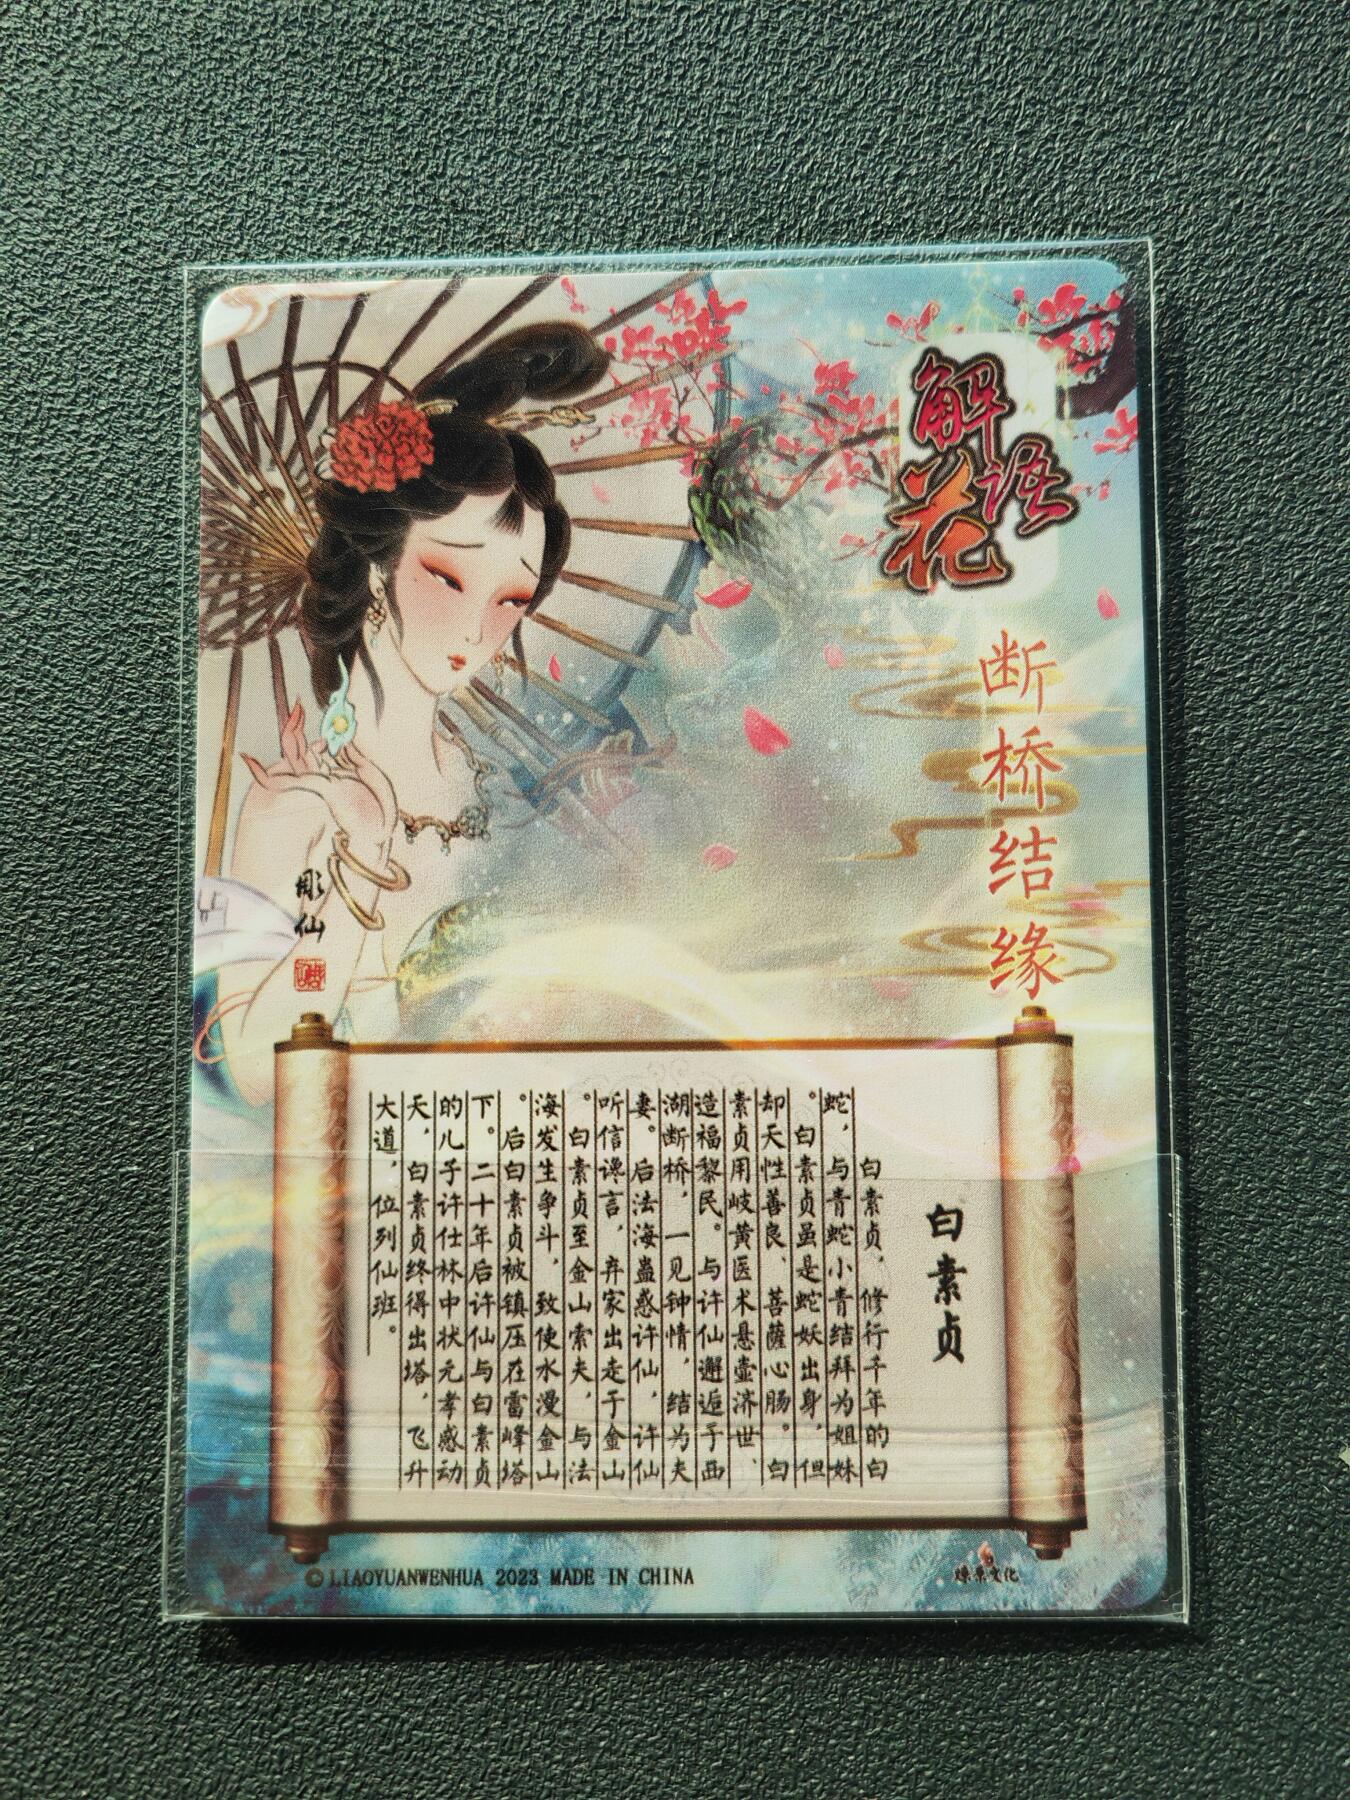 解语花
断桥结缘
彫仙
白素贞
白素贞，修行千年的白
蛇，与青蛇小青结拜为姐妹
。白素贞虽是蛇妖出身，但
却天性善良、菩萨心肠。白
素贞用岐黄医术悬壶济世、
造福黎民。与许仙邂逅于西
湖断桥，一见钟情，结为夫
妻。后法海蛊惑许仙，许仙
听信谗言，弃家出走于金山
。白素贞至金山索夫，与法
海发生争斗，致使水漫金山
。后白素贞被镇压在雷峰塔
下。二十年后许仙与白素贞
的儿子许仕林中状元孝感动
天，白素贞终得出塔，飞升
大道，位列仙班。
© LIAOYUANWENHUA 2023 MADE IN CHINA
燎原文化